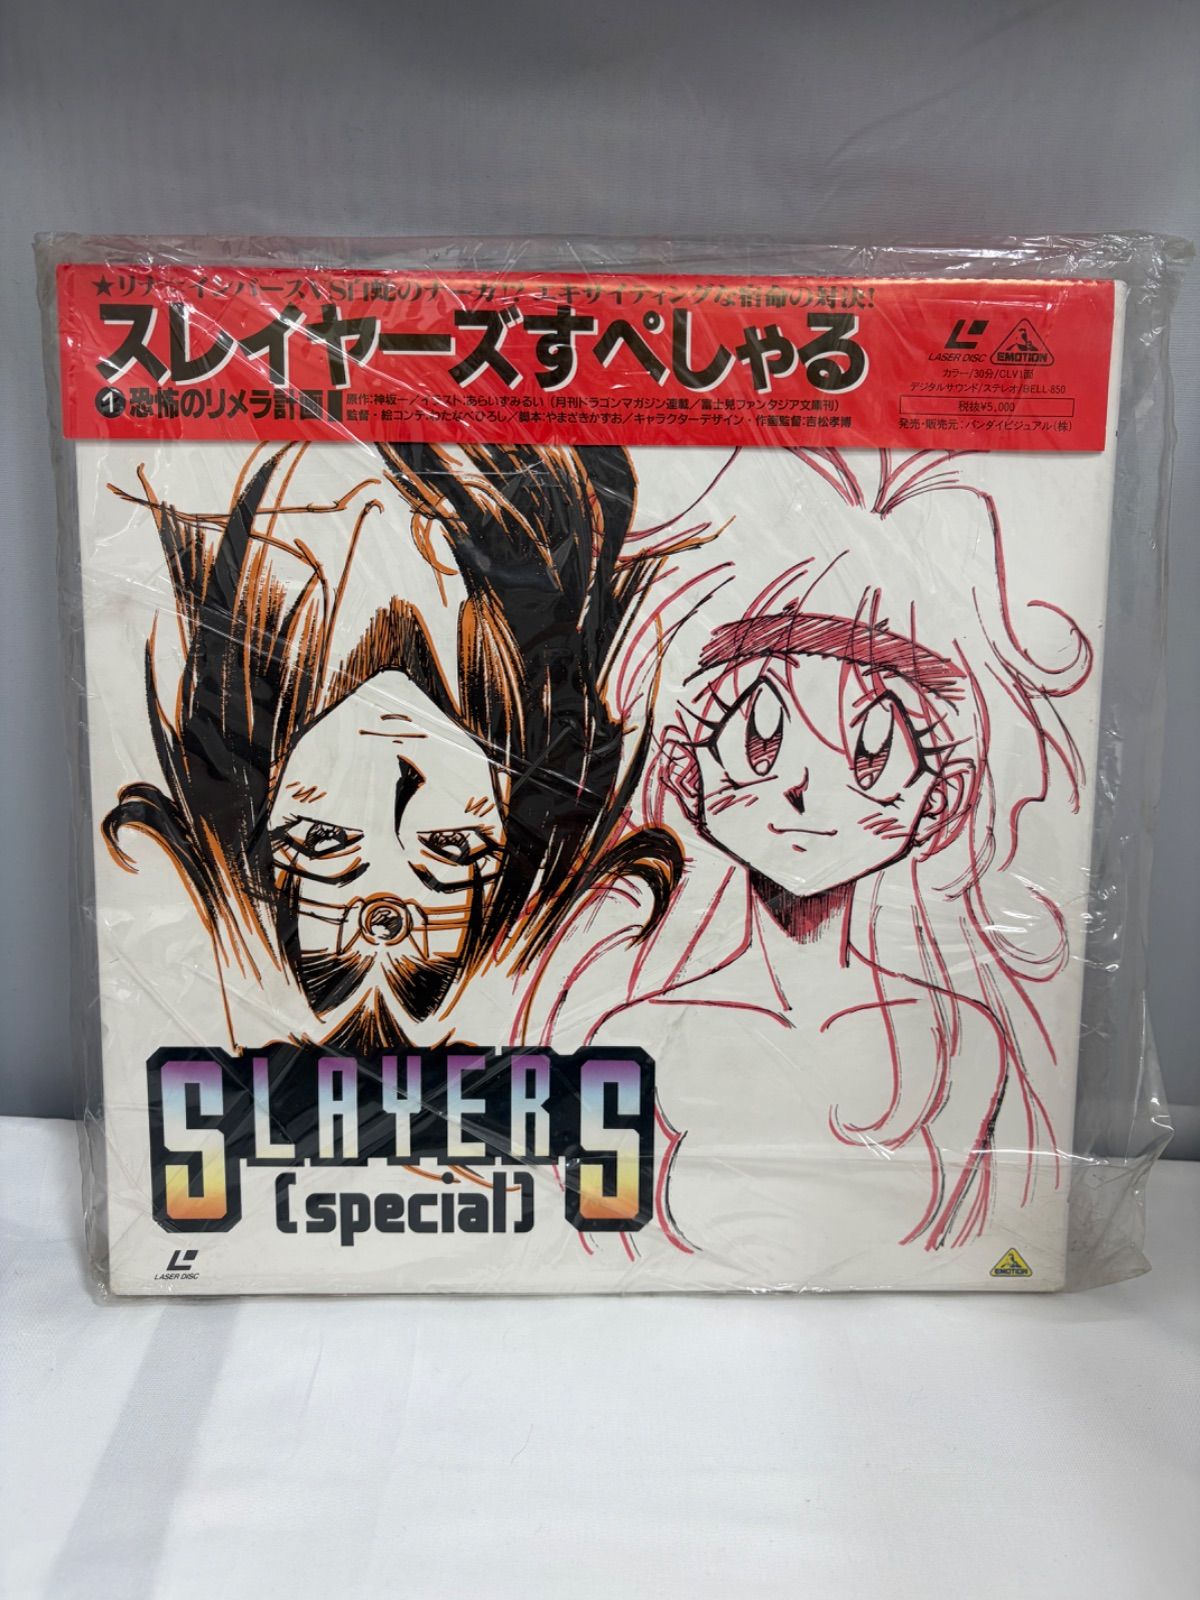 ★リナ=インバースVS白蛇のナーガ!! エキサイティングな宿命の対決!
スレイヤーズすぺしゃる
❶恐怖のリメラ計画
原作:神坂一/イラスト:あらいずみるい(月刊ドラゴンマガジン連載/富士見ファンタジア文庫刊)
監督・絵コンテ:わたなべひろし/脚本:やまざきかずお/キャラクターデザイン・作画監督:吉松孝博
LASER DISC
EMOTION
カラー/30分/CLV1面
デジタルサウンド/ステレオ/BELL-850
税抜¥5,000
発売・販売元:バンダイビジュアル(株)
SLAYERS
[special]
LASER DISC
EMOTION